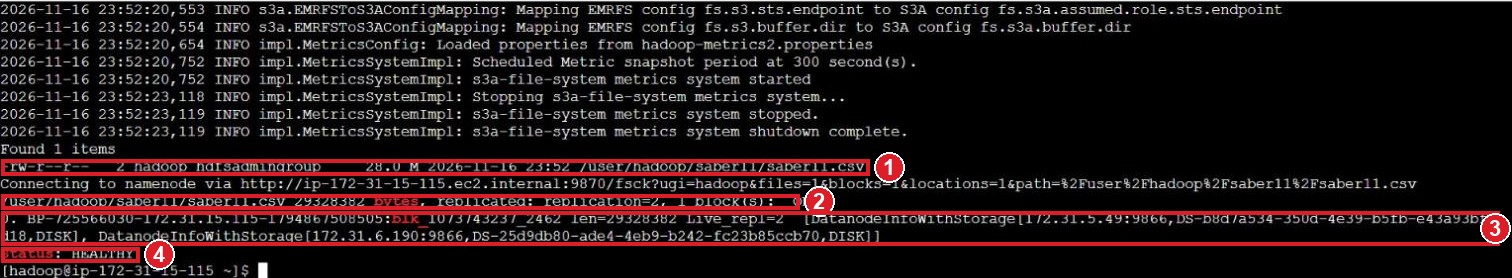 2026-11-16 23:52:20,553 INFO s3a.EMRFSToS3AConfigMapping: Mapping EMRFS config fs.s3.sts.endpoint to S3A config fs.s3a.assumed.role.sts.endpoint
2026-11-16 23:52:20,554 INFO s3a.EMRFSToS3AConfigMapping: Mapping EMRFS config fs.s3.buffer.dir to S3A config fs.s3a.buffer.dir
2026-11-16 23:52:20,654 INFO impl.MetricsConfig: Loaded properties from hadoop-metrics2.properties
2026-11-16 23:52:20,752 INFO impl.MetricsSystemImpl: Scheduled Metric snapshot period at 300 second(s).
2026-11-16 23:52:20,752 INFO impl.MetricsSystemImpl: s3a-file-system metrics system started
2026-11-16 23:52:23,118 INFO impl.MetricsSystemImpl: Stopping s3a-file-system metrics system...
2026-11-16 23:52:23,119 INFO impl.MetricsSystemImpl: s3a-file-system metrics system stopped.
2026-11-16 23:52:23,119 INFO impl.MetricsSystemImpl: s3a-file-system metrics system shutdown complete.
Found 1 items
-rw-r--r-- 2 hadoop hdfsadmingroup 28.0 M 2026-11-16 23:52 /user/hadoop/saber11/saber11.csv 1
Connecting to namenode via http://ip-172-31-15-115.ec2.internal:9870/fsck?ugi=hadoop&files=1&blocks=1&locations=1&path=%2Fuser%2Fhadoop%2Fsaber11%2Fsaber11.csv
/user/hadoop/saber11/saber11.csv 29328382 bytes, replicated: replication=2, 1 block(s): 2
0. BP-725566030-172.31.15.115-1794867508505:blk_1073743237_2462 len=29328382 Live_repl=2 [DatanodeInfoWithStorage[172.31.5.49:9866,DS-b8d7a534-350d-4e39-b5fb-e43a93bf 3
418,DISK], DatanodeInfoWithStorage[172.31.6.190:9866,DS-25d9db80-ade4-4eb9-b242-fc23b85ccb70,DISK]]
Status: HEALTHY 4
[hadoop@ip-172-31-15-115 ~]$